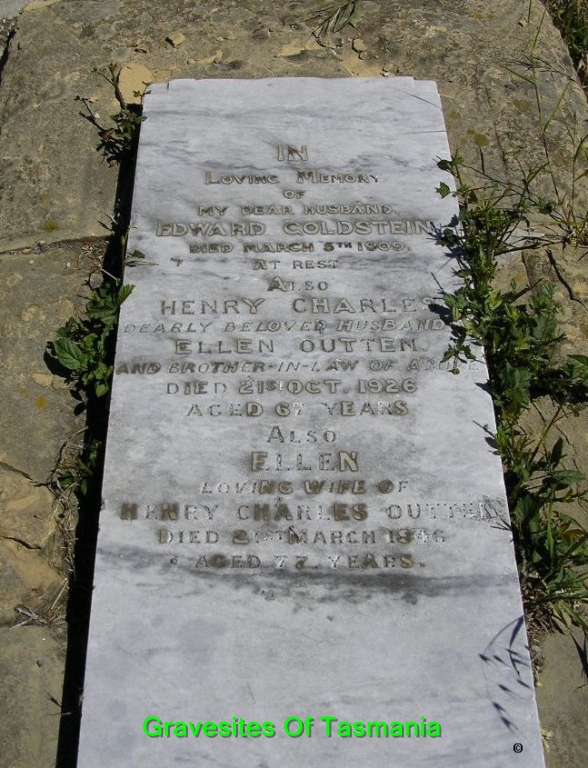 IN
LOVING MEMORY
OF
MY DEAR HUSBAND
EDWARD GOLDSTEIN
DIED MARCH 5TH 1909.
AT REST
ALSO
HENRY CHARLES
DEARLY BELOVED HUSBAND
ELLEN OUTTEN
AND BROTHER-IN-LAW OF ABOVE
DIED 21ST OCT. 1926
AGED 67 YEARS
ALSO
ELLEN
LOVING WIFE OF
HENRY CHARLES OUTTEN
DIED 21ST MARCH
AGED 77 YEARS.
Gravesites Of Tasmania
©